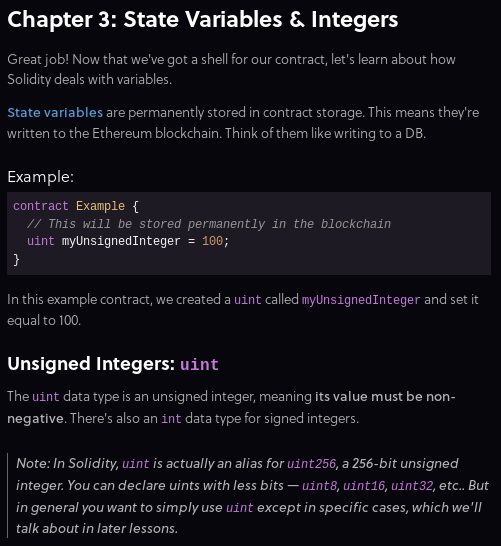 Chapter 3: State Variables & Integers
Great job! Now that we've got a shell for our contract, let's learn about how
Solidity deals with variables.
State variables are permanently stored in contract storage. This means they're
written to the Ethereum blockchain. Think of them like writing to a DB.
Example:
contract Example {
  // This will be stored permanently in the blockchain
  uint myUnsignedInteger = 100;
}
In this example contract, we created a uint called myUnsignedInteger and set it
equal to 100.
Unsigned Integers: uint
The uint data type is an unsigned integer, meaning its value must be non-
negative. There's also an int data type for signed integers.
Note: In Solidity, uint is actually an alias for uint256, a 256-bit unsigned
integer. You can declare uints with less bits — uint8, uint16, uint32, etc.. But
in general you want to simply use uint except in specific cases, which we'll
talk about in later lessons.